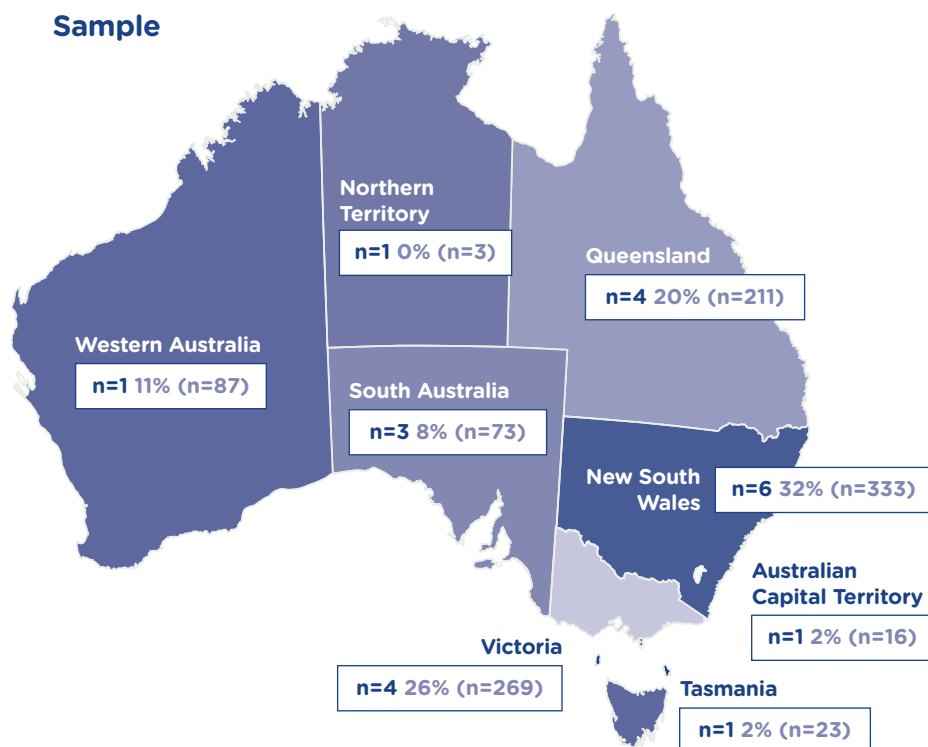 Sample
Northern
Territory
n=1 0% (n=3)
Queensland
n=4 20% (n=211)
Western Australia
n=1 11% (n=87)
South Australia
n=3 8% (n=73)
New South
Wales
n=6 32% (n=333)
Australian
Capital Territory
n=1 2% (n=16)
Victoria
n=4 26% (n=269)
Tasmania
n=1 2% (n=23)